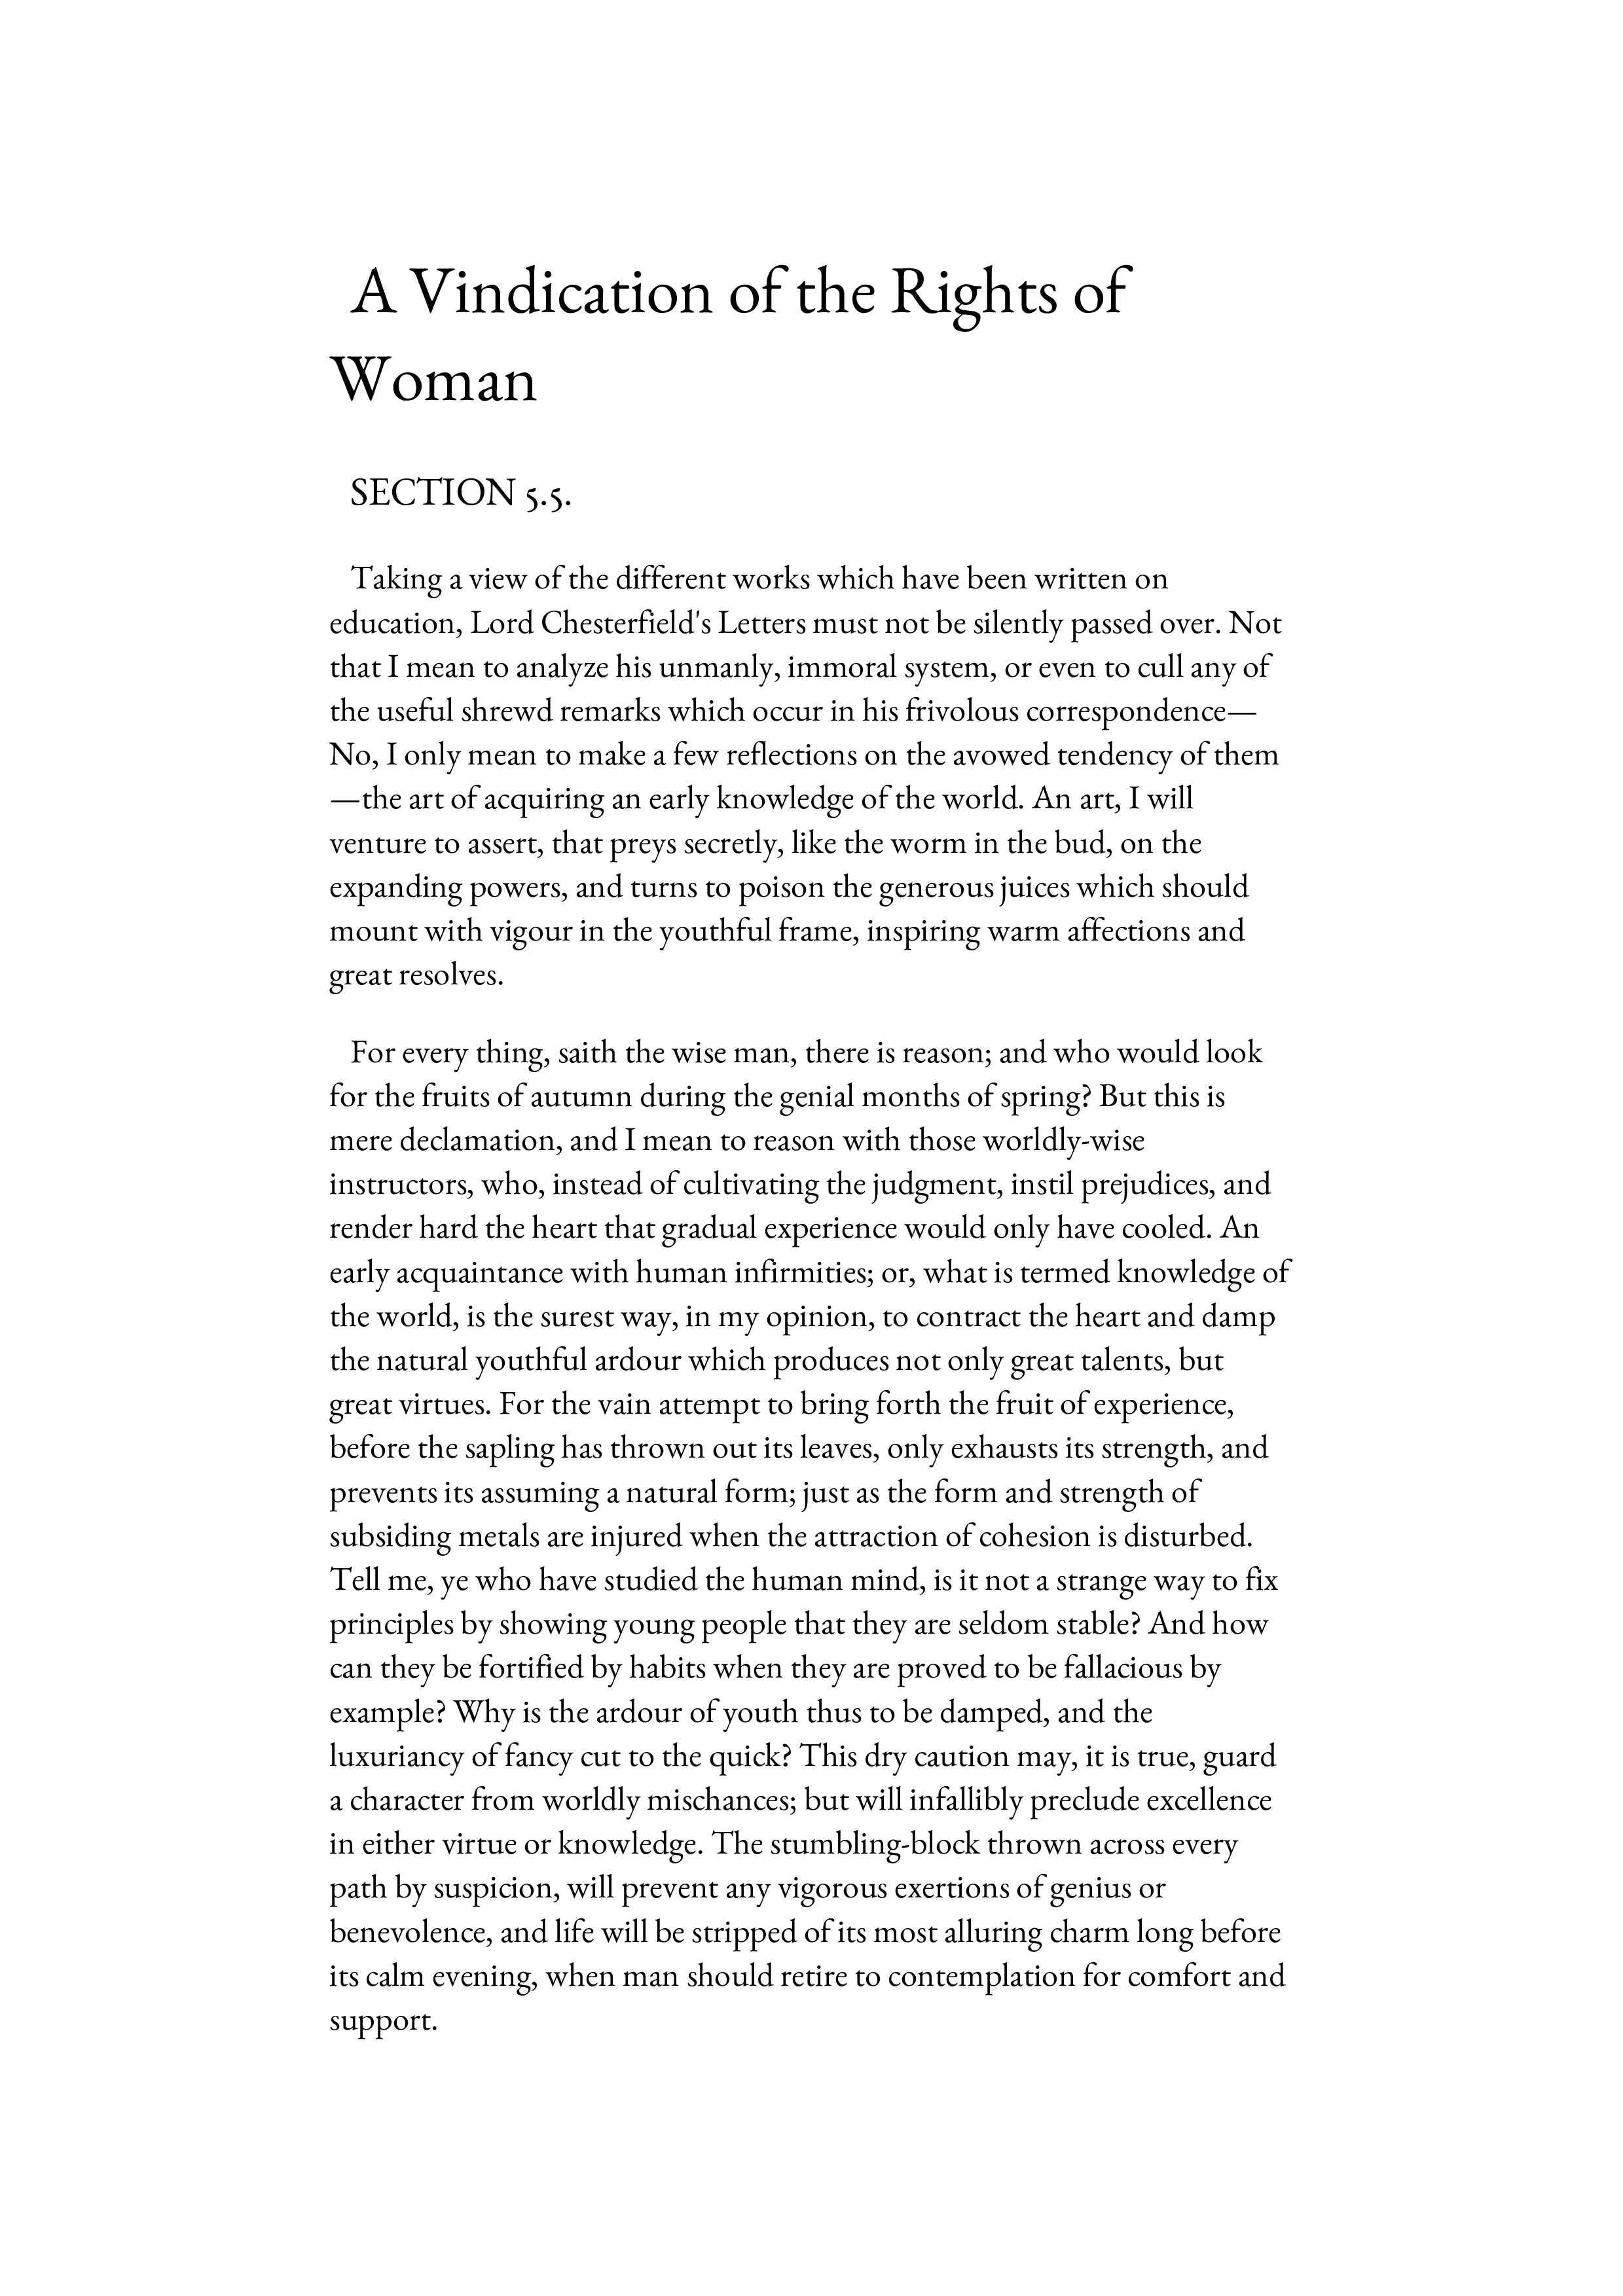 A Vindication of the Rights of
Woman
SECTION 5.5.
Taking a view of the different works which have been written on
education, Lord Chesterfield's Letters must not be silently passed over. Not
that I mean to analyze his unmanly, immoral system, or even to cull any of
the useful shrewd remarks which occur in his frivolous correspondence—
No, I only mean to make a few reflections on the avowed tendency of them
—the art of acquiring an early knowledge of the world. An art, I will
venture to assert, that preys secretly, like the worm in the bud, on the
expanding powers, and turns to poison the generous juices which should
mount with vigour in the youthful frame, inspiring warm affections and
great resolves.
For every thing, saith the wise man, there is reason; and who would look
for the fruits of autumn during the genial months of spring? But this is
mere declamation, and I mean to reason with those worldly-wise
instructors, who, instead of cultivating the judgment, instil prejudices, and
render hard the heart that gradual experience would only have cooled. An
early acquaintance with human infirmities; or, what is termed knowledge of
the world, is the surest way, in my opinion, to contract the heart and damp
the natural youthful ardour which produces not only great talents, but
great virtues. For the vain attempt to bring forth the fruit of experience,
before the sapling has thrown out its leaves, only exhausts its strength, and
prevents its assuming a natural form; just as the form and strength of
subsiding metals are injured when the attraction of cohesion is disturbed.
Tell me, ye who have studied the human mind, is it not a strange way to fix
principles by showing young people that they are seldom stable? And how
can they be fortified by habits when they are proved to be fallacious by
example? Why is the ardour of youth thus to be damped, and the
luxuriancy of fancy cut to the quick? This dry caution may, it is true, guard
a character from worldly mischances; but will infallibly preclude excellence
in either virtue or knowledge. The stumbling-block thrown across every
path by suspicion, will prevent any vigorous exertions of genius or
benevolence, and life will be stripped of its most alluring charm long before
its calm evening, when man should retire to contemplation for comfort and
support.